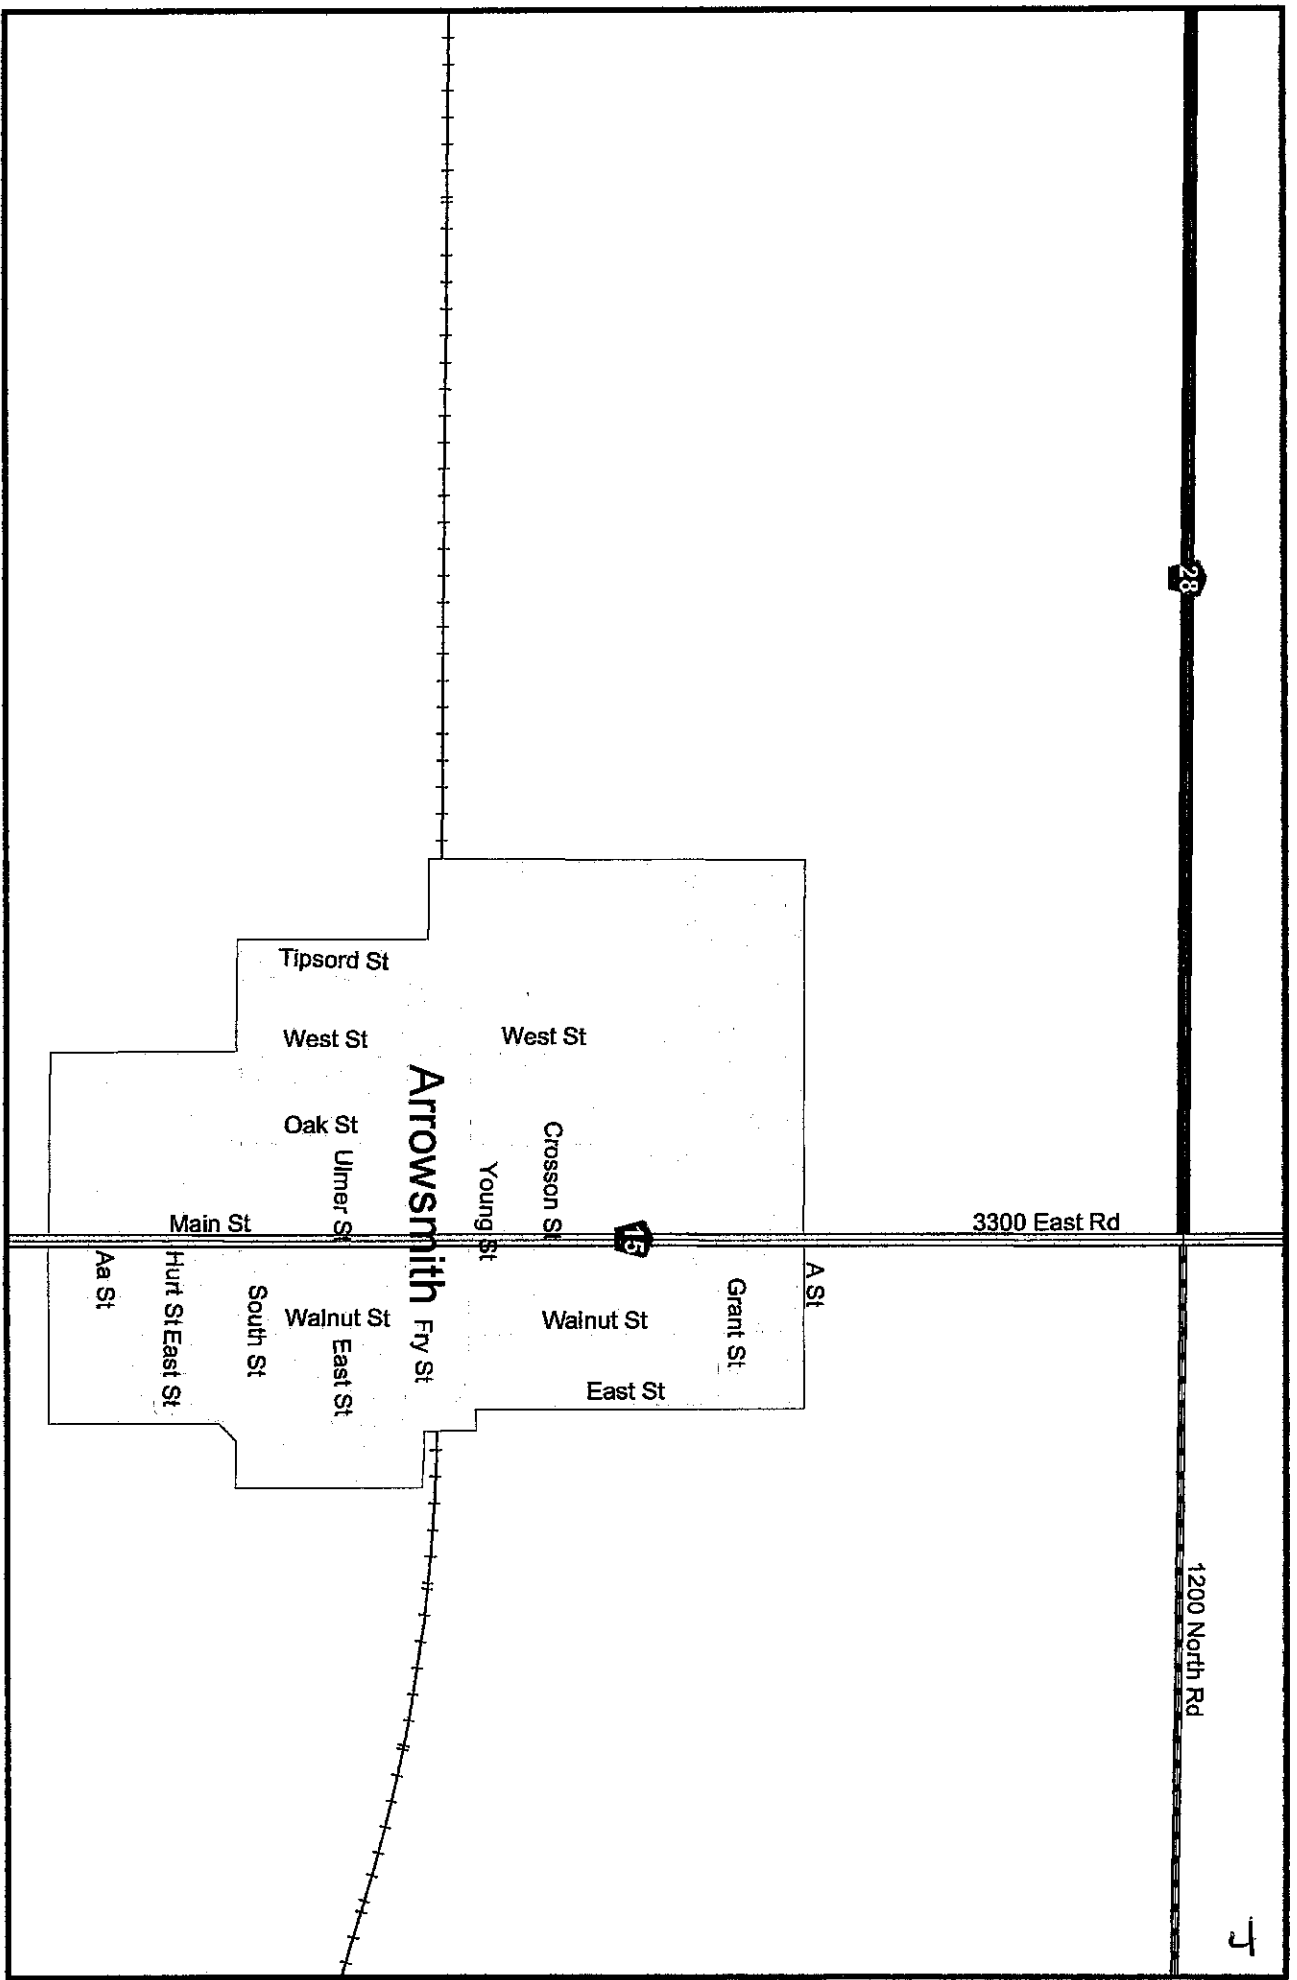 28
1200 North Rd
4
3300 East Rd
A St
Grant St
15
Walnut St
East St
Crosson St
West St
Young St
Arrowsmith
Fry St
Tipsord St
West St
Oak St
Ulmer St
Walnut St
East St
South St
Main St
Hurt St
East St
Aa St